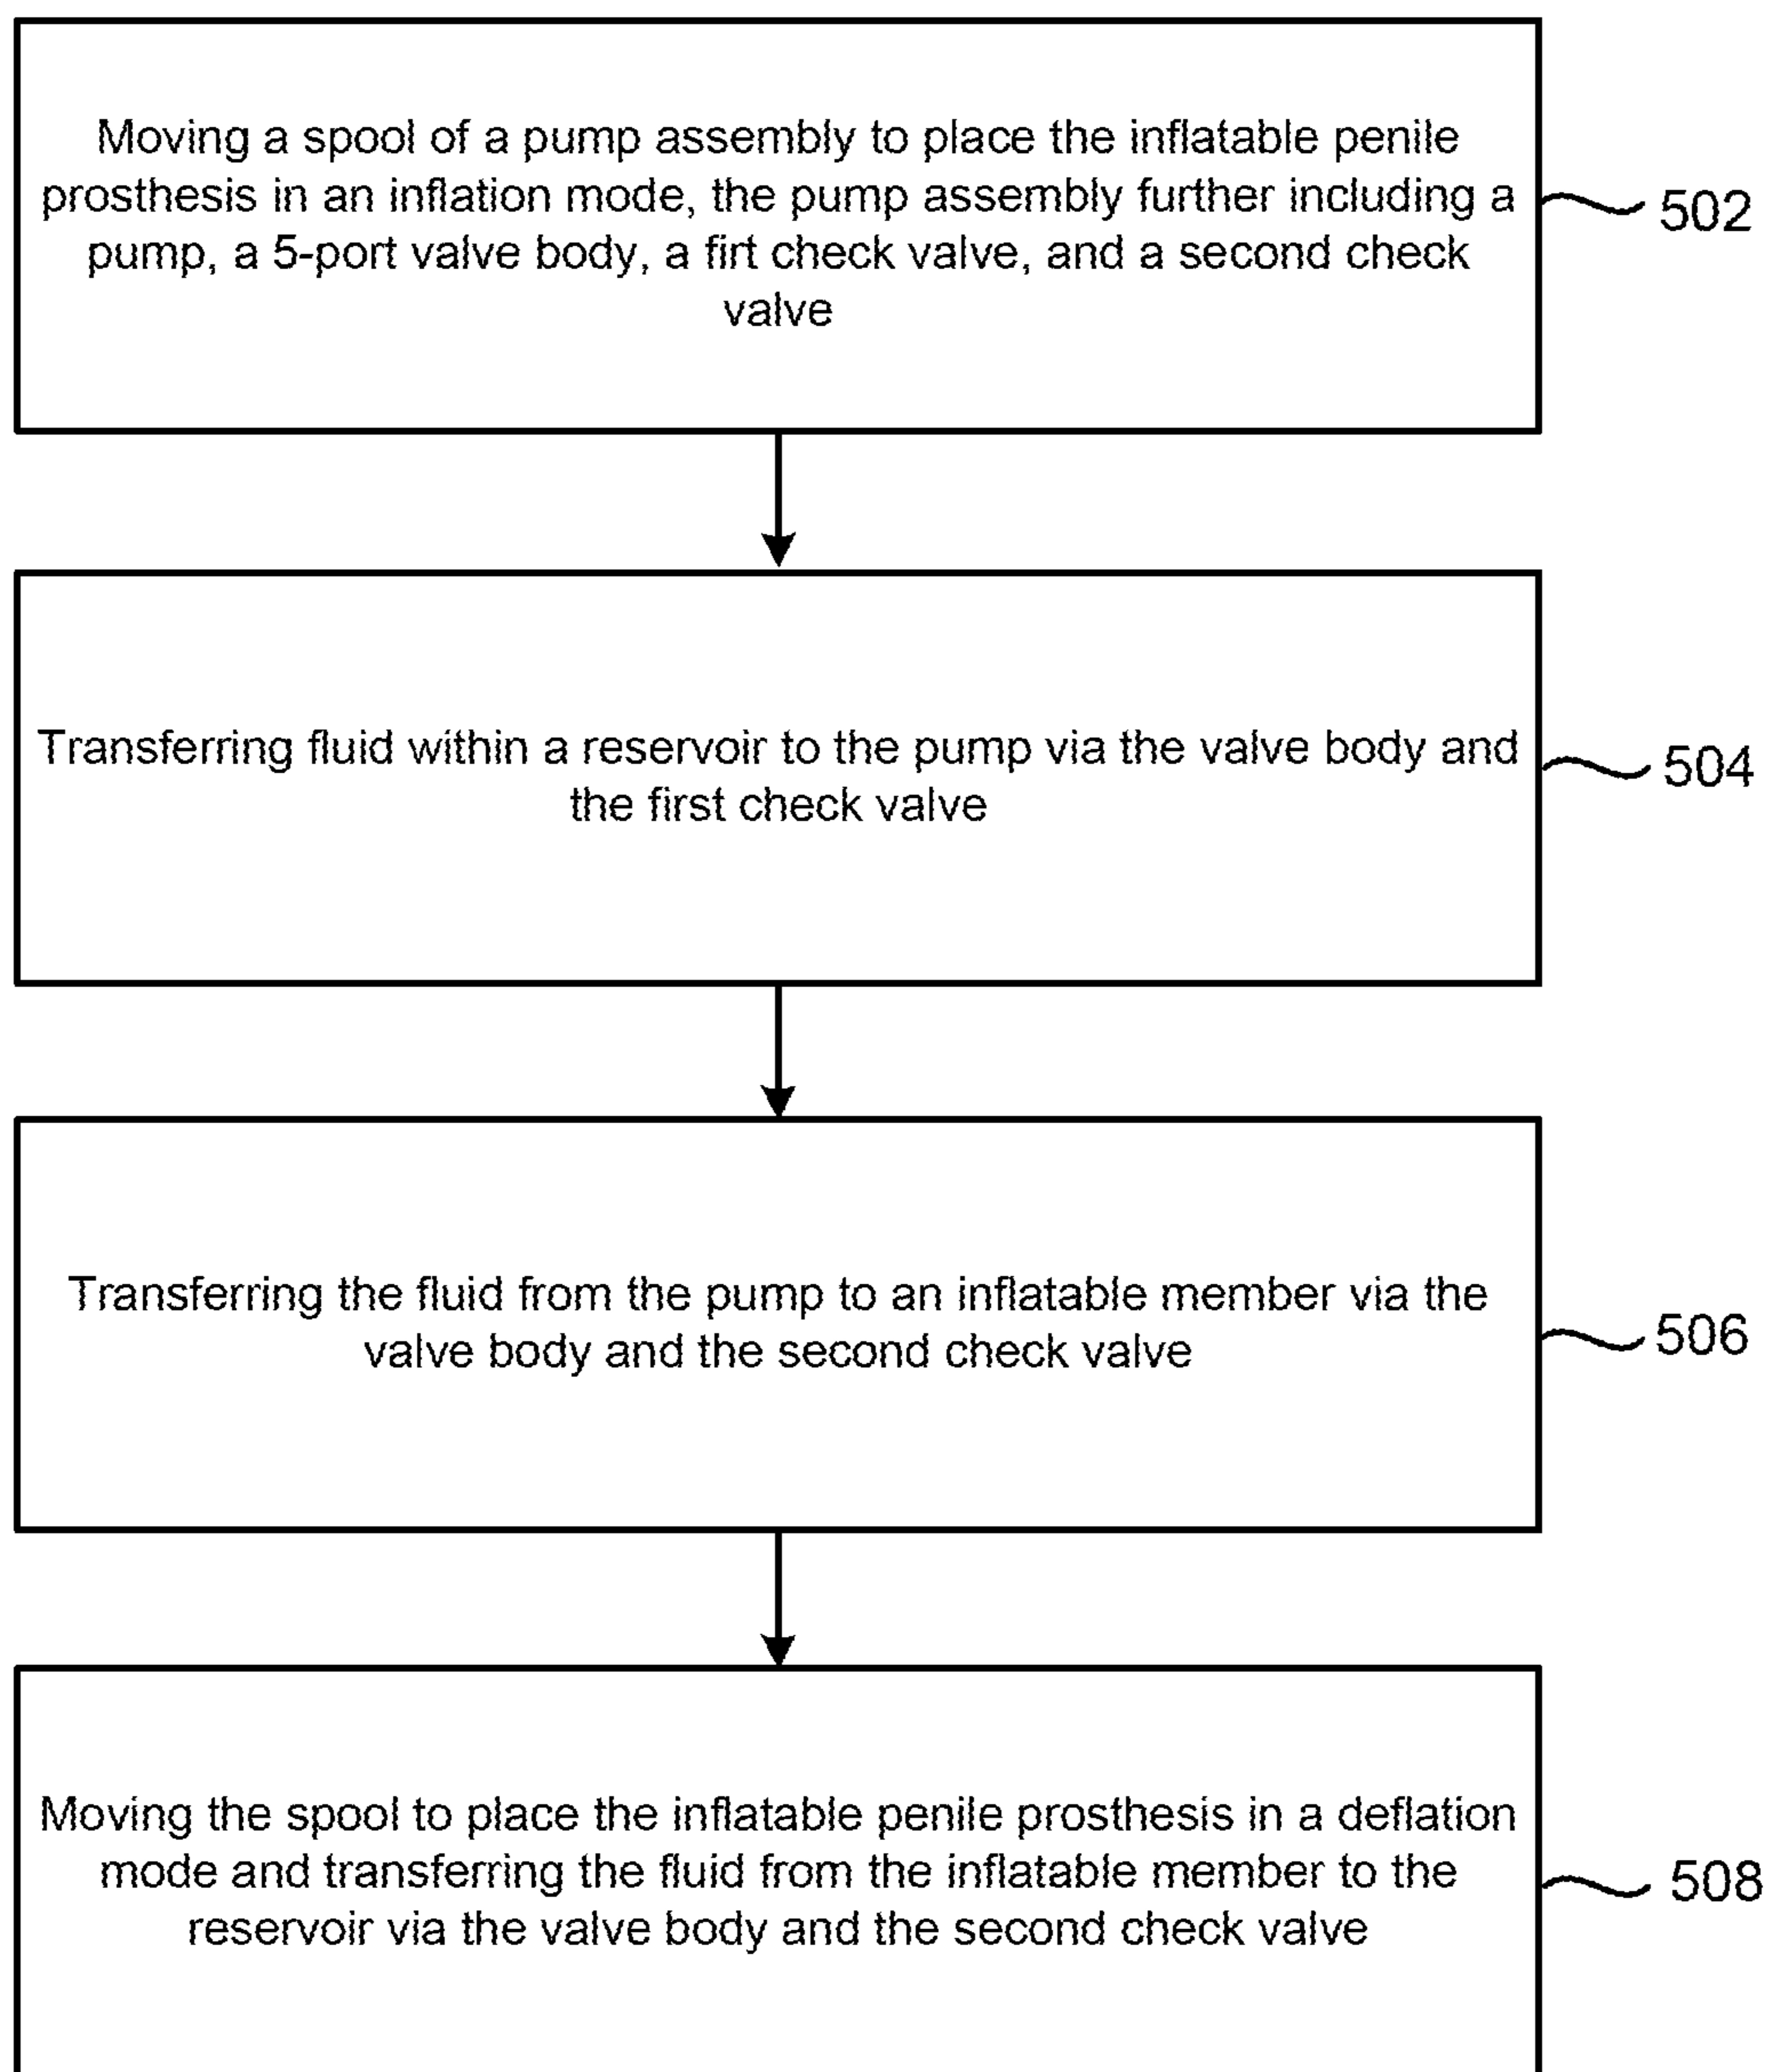 Moving a spool of a pump assembly to place the inflatable penile
prosthesis in an inflation mode, the pump assembly further including a
pump, a 5-port valve body, a firt check valve, and a second check
valve
502
Transferring fluid within a reservoir to the pump via the valve body and
the first check valve
504
Transferring the fluid from the pump to an inflatable member via the
valve body and the second check valve
506
Moving the spool to place the inflatable penile prosthesis in a deflation
mode and transferring the fluid from the inflatable member to the
reservoir via the valve body and the second check valve
508